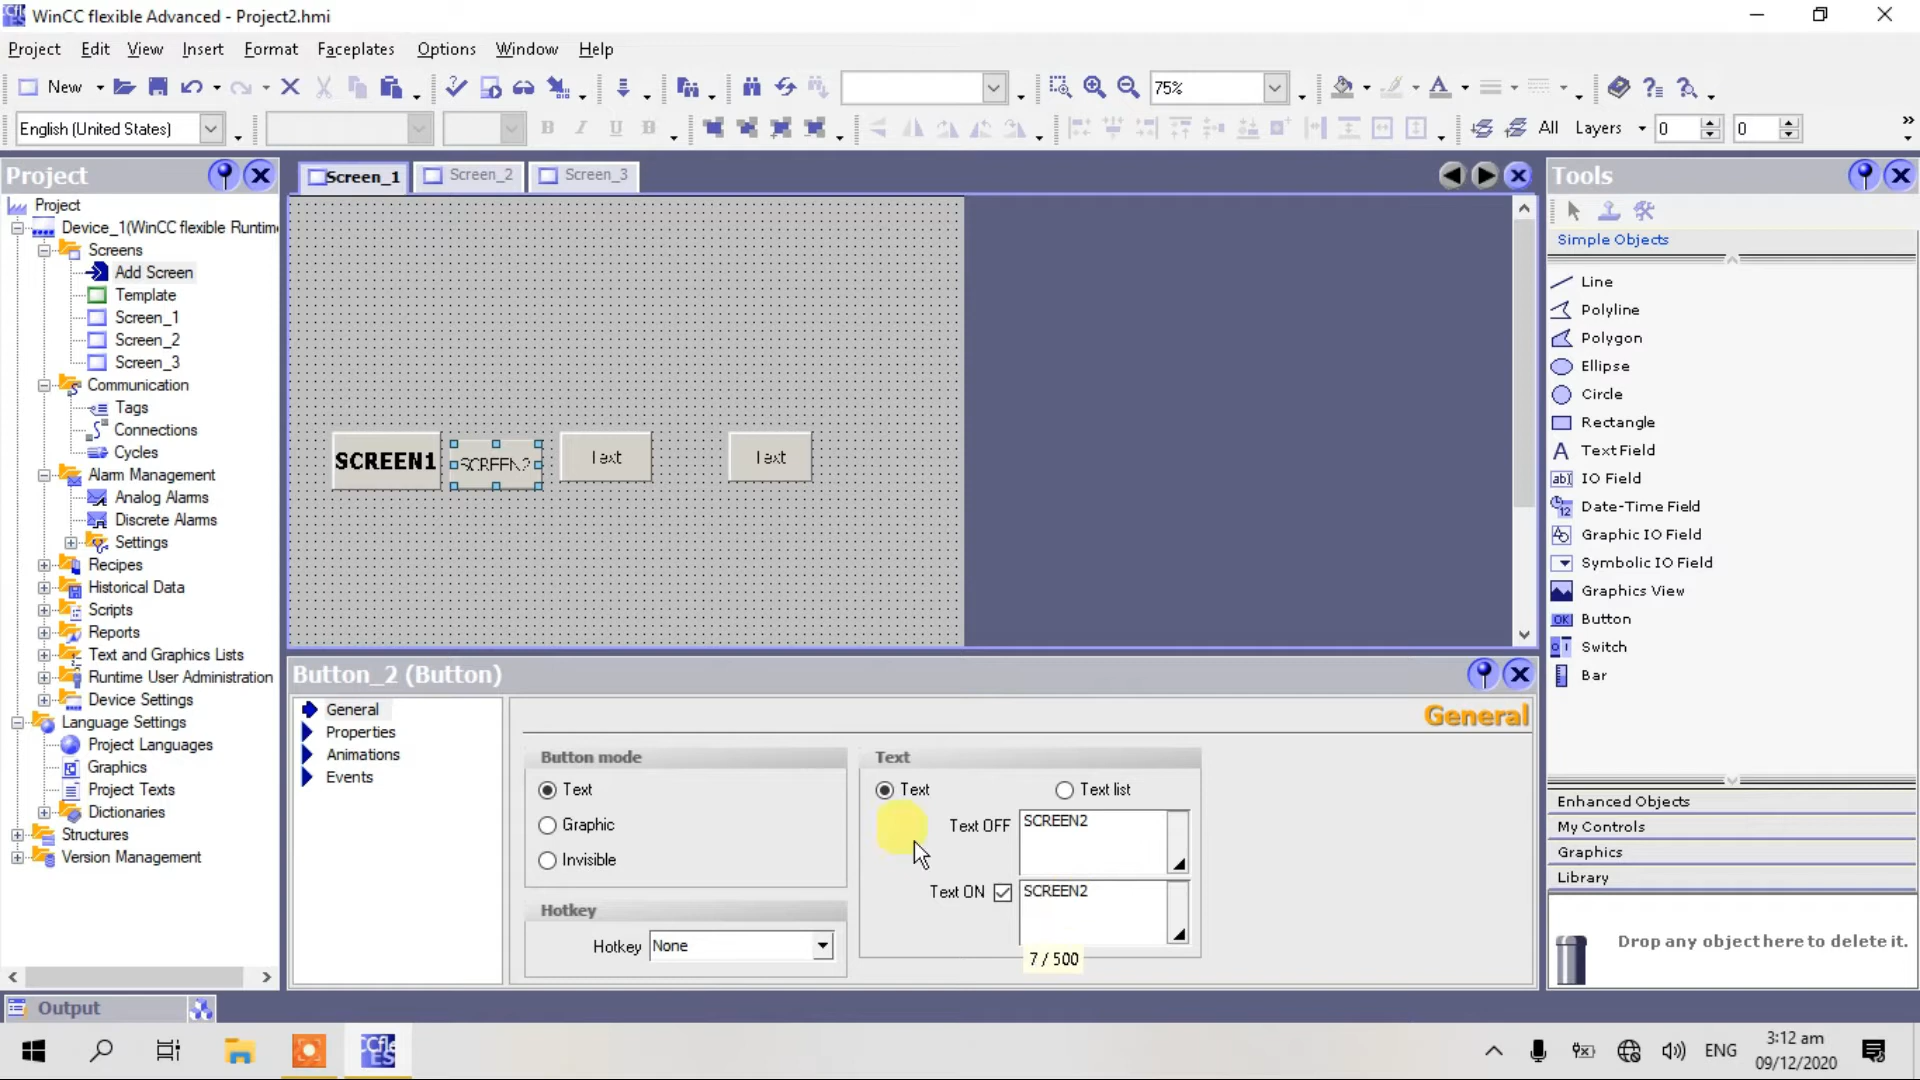 WinCC flexible Advanced - Project2.hmi
Project Edit View Insert Format Faceplates Options Window Help
New 75%
English (United States) B I U B All Layers 0 0
Project
Screen_1 Screen_2 Screen_3
Tools
Project
Device_1(WinCC flexible Runtim
Screens
Add Screen
Template
Screen_1
Screen_2
Screen_3
Communication
Tags
Connections
Cycles
Alarm Management
Analog Alarms
Discrete Alarms
Settings
Recipes
Historical Data
Scripts
Reports
Text and Graphics Lists
Runtime User Administration
Device Settings
Language Settings
Project Languages
Graphics
Project Texts
Dictionaries
Structures
Version Management
SCREEN1 SCREEN2 Text Text
Simple Objects
Line
Polyline
Polygon
Ellipse
Circle
Rectangle
Text Field
IO Field
Date-Time Field
Graphic IO Field
Symbolic IO Field
Graphics View
Button
Switch
Bar
Enhanced Objects
My Controls
Graphics
Library
Drop any object here to delete it.
Button_2 (Button)
General
Properties
Animations
Events
General
Button mode
Text
Graphic
Invisible
Hotkey
Hotkey None
Text
Text Text list
Text OFF SCREEN2
Text ON SCREEN2
7 / 500
Output
ENG
3:12 am
09/12/2020